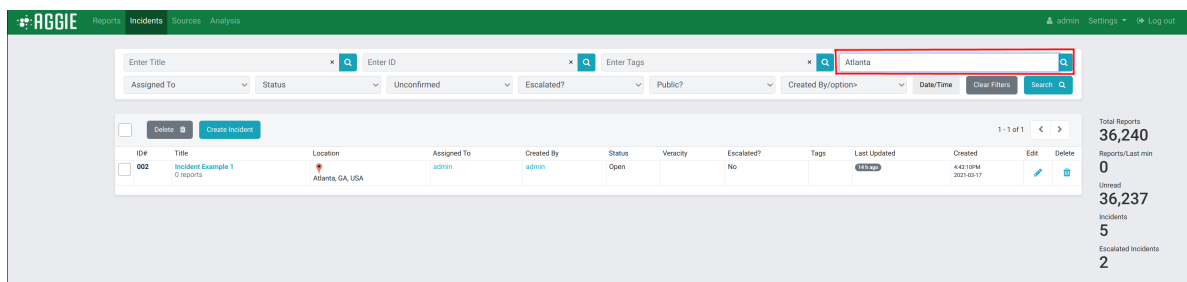 AGGIE Reports Incidents Sources Analysis admin Settings Log out
Enter Title × Enter ID × Enter Tags × Atlanta
Assigned To Status Unconfirmed Escalated? Public? Created By/option> Date/Time Clear Filters Search
Delete Create Incident 1 - 1 of 1 < >
ID# Title Location Assigned To Created By Status Veracity Escalated? Tags Last Updated Created Edit Delete
002 Incident Example 1 admin admin Open No 14 h ago 4:43:10PM
0 reports Atlanta, GA, USA 2021-03-17
Total Reports
36,240
Reports/Last min
0
Unread
36,237
Incidents
5
Escalated Incidents
2